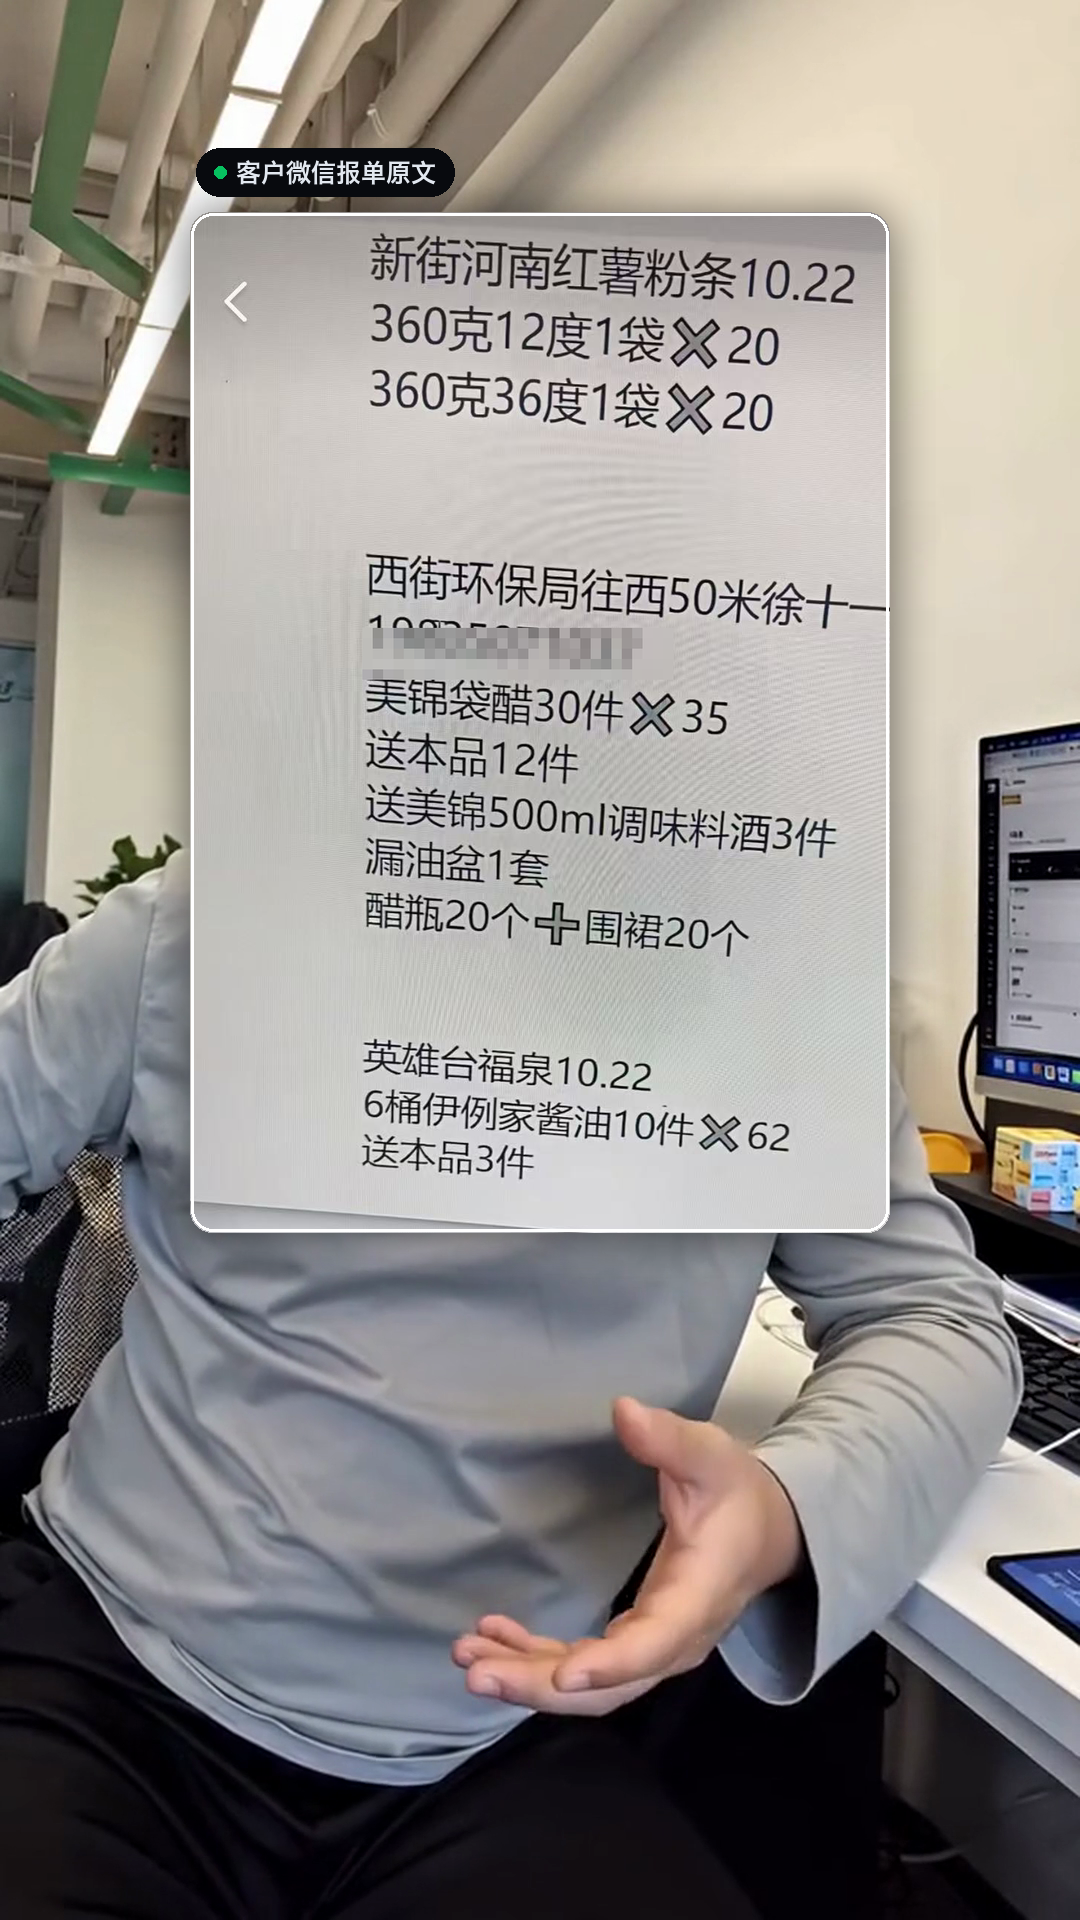 客户微信报单原文
新街河南红薯粉条10.22
360克12度1袋✖20
360克36度1袋✖20
西街环保局往西50米徐十一
美锦袋醋30件✖35
送本品12件
送美锦500ml调味料酒3件
漏油盆1套
醋瓶20个➕围裙20个
英雄台福泉10.22
6桶伊例家酱油10件✖62
送本品3件